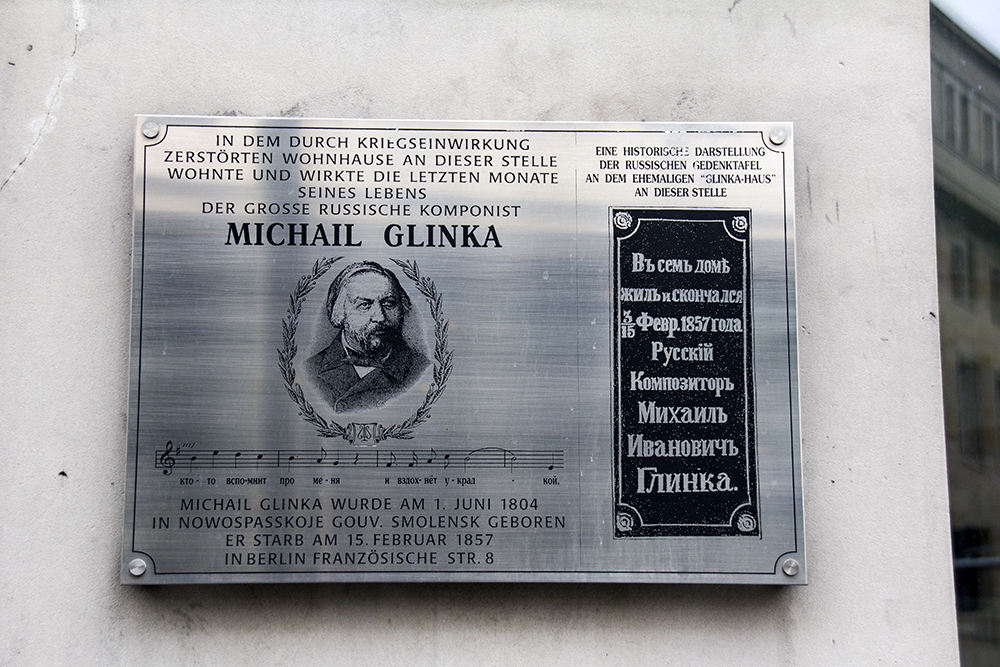 IN DEM DURCH KRIEGSEINWIRKUNG
ZERSTÖRTEN WOHNHAUSE AN DIESER STELLE
WOHNTE UND WIRKTE DIE LETZTEN MONATE
SEINES LEBENS
DER GROSSE RUSSISCHE KOMPONIST
MICHAIL GLINKA
кто - то вспо-мнит про ме-ня и вздох-нёт у-крад - кой.
MICHAIL GLINKA WURDE AM 1. JUNI 1804
IN NOWOSPASSKOJE GOUV. SMOLENSK GEBOREN
ER STARB AM 15. FEBRUAR 1857
IN BERLIN FRANZÖSISCHE STR. 8
EINE HISTORISCHE DARSTELLUNG
DER RUSSISCHEN GEDENKTAFEL
AN DEM EHEMALIGEN "GLINKA-HAUS"
AN DIESER STELLE
Въ семъ домѣ
жилъ и скончался
3/15 Февр. 1857 года
Русскій
Композиторъ
Михаилъ
Ивановичъ
Глинка.